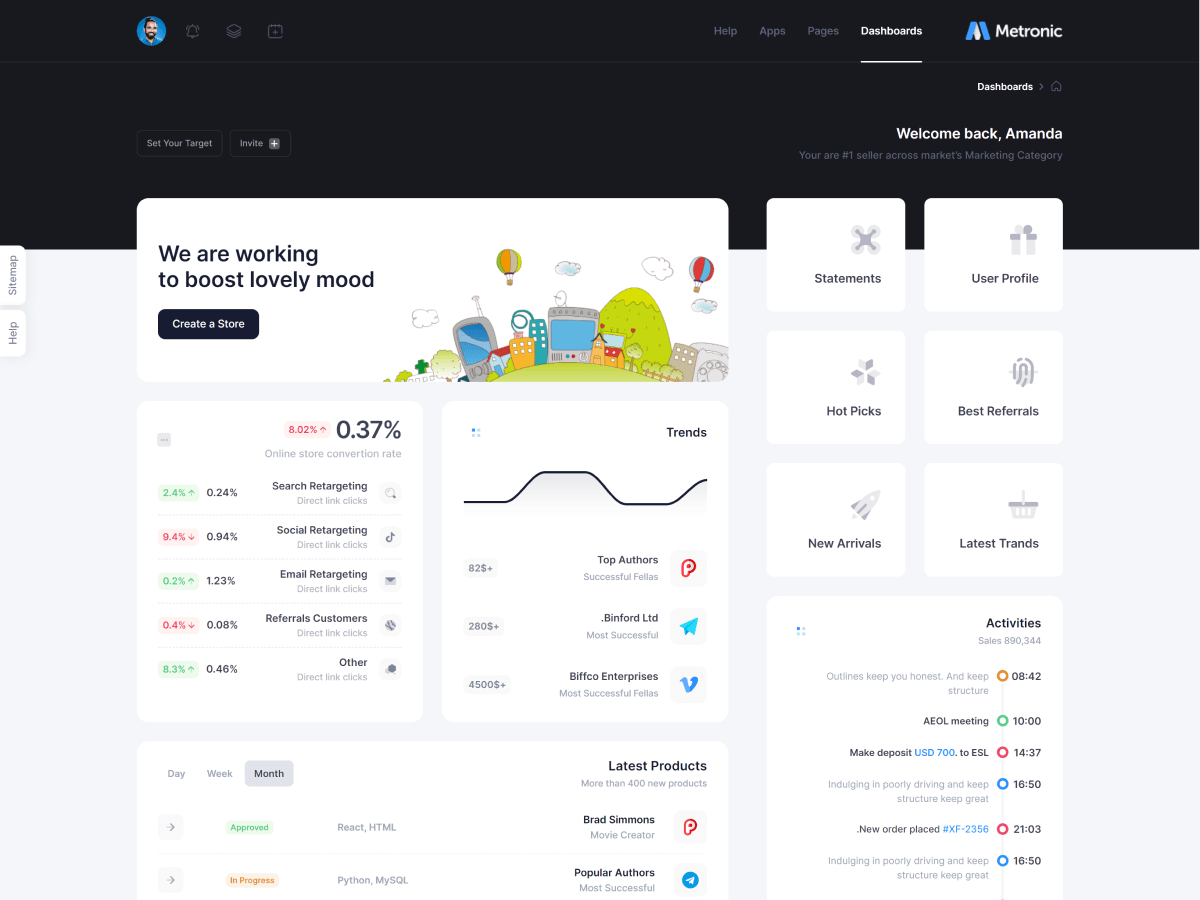 Help
Apps
Pages
Dashboards
Metronic
Dashboards
Set Your Target
Invite
Welcome back, Amanda
Your are #1 seller across market's Marketing Category
Sitemap
Help
We are working
to boost lovely mood
Create a Store
Statements
User Profile
Hot Picks
Best Referrals
New Arrivals
Latest Trands
8.02%
0.37%
Online store convertion rate
2.4% 0.24% Search Retargeting
Direct link clicks
9.4% 0.94% Social Retargeting
Direct link clicks
0.2% 1.23% Email Retargeting
Direct link clicks
0.4% 0.08% Referrals Customers
Direct link clicks
8.3% 0.46% Other
Direct link clicks
Trends
82$+ Top Authors
Successful Fellas
280$+ .Binford Ltd
Most Successful
4500$+ Biffco Enterprises
Most Successful Fellas
Activities
Sales 890,344
Outlines keep you honest. And keep 08:42
structure
AEOL meeting 10:00
Make deposit USD 700. to ESL 14:37
Indulging in poorly driving and keep 16:50
structure keep great
.New order placed #XF-2356 21:03
Indulging in poorly driving and keep 16:50
structure keep great
Day Week Month
Latest Products
More than 400 new products
Approved React, HTML Brad Simmons
Movie Creator
In Progress Python, MySQL Popular Authors
Most Successful